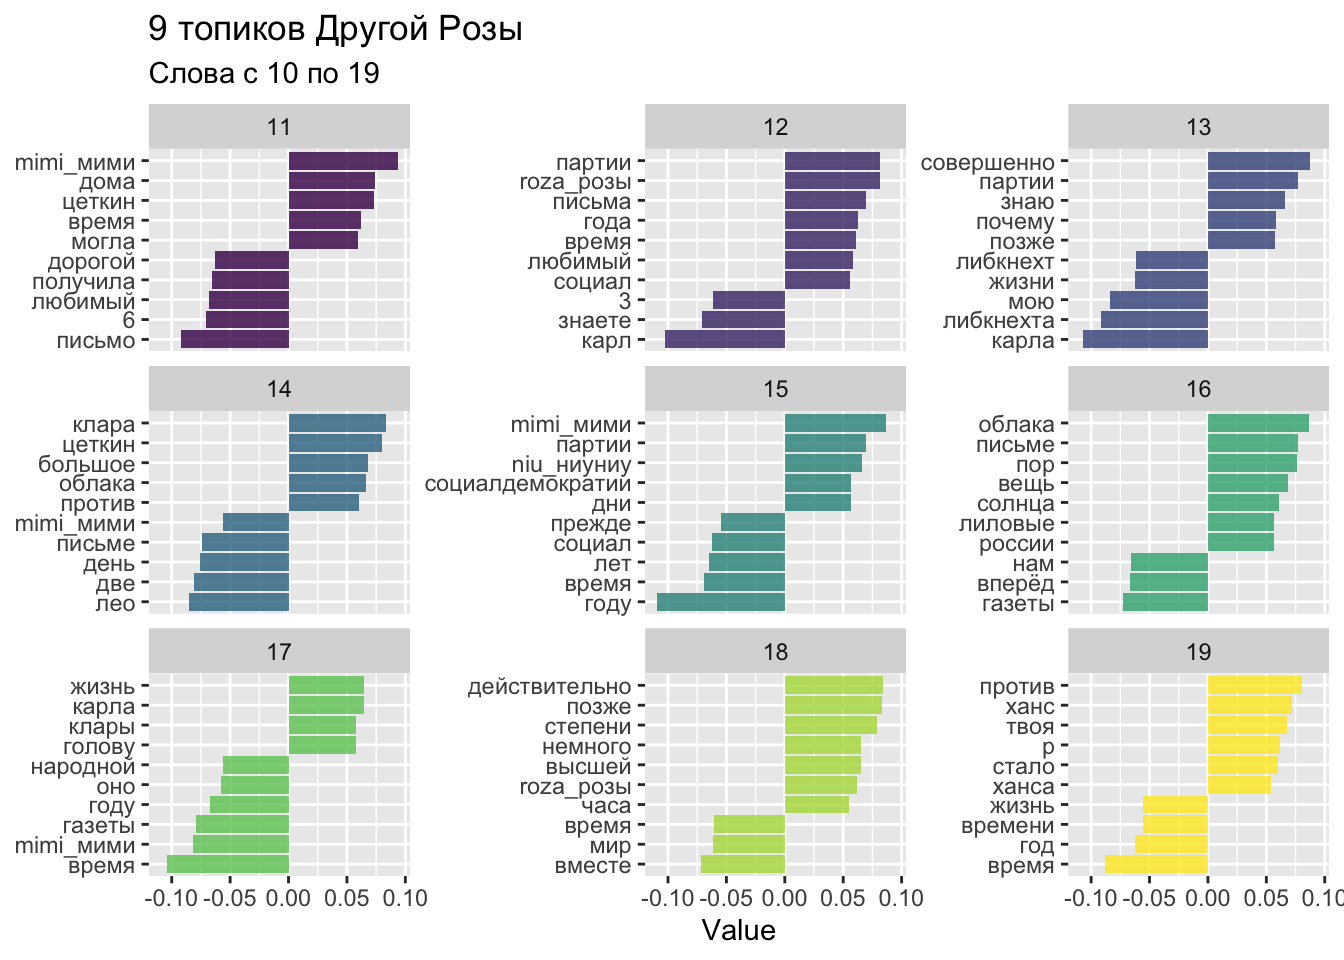 9 топиков Другой Розы
Слова с 10 по 19
11
mimi_мими
дома
цеткин
время
могла
дорогой
получила
любимый
6
письмо
12
партии
roza_розы
письма
года
время
любимый
социал
3
знаете
карл
13
совершенно
партии
знаю
почему
позже
либкнехт
жизни
мою
либкнехта
карла
14
клара
цеткин
большое
облака
против
mimi_мими
письме
день
две
лео
15
mimi_мими
партии
niu_ниуниу
социалдемократии
дни
прежде
социал
лет
время
году
16
облака
письме
пор
вещь
солнца
лиловые
россии
нам
вперёд
газеты
17
жизнь
карла
клары
голову
народной
оно
году
газеты
mimi_мими
время
18
действительно
позже
степени
немного
высшей
roza_розы
часа
время
мир
вместе
19
против
ханс
твоя
р
стало
ханса
жизнь
времени
год
время
-0.10 -0.05 0.00 0.05 0.10
-0.10 -0.05 0.00 0.05 0.10
-0.10 -0.05 0.00 0.05 0.10
Value